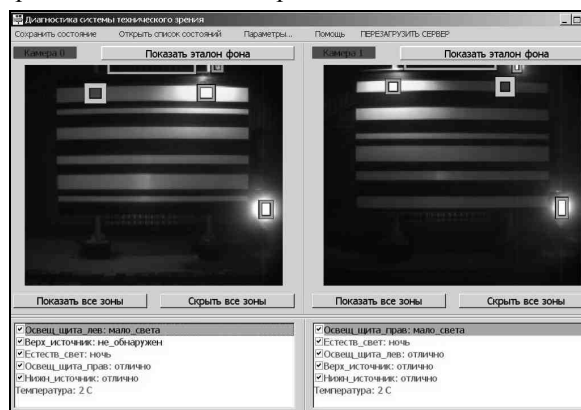 Диагностика системы технического зрения
Сохранить состояние Открыть список состояний Параметры... Помощь ПЕРЕЗАГРУЗИТЬ СЕРВЕР
Камера 0 Показать эталон фона Камера 1 Показать эталон фона
Показать все зоны Скрыть все зоны Показать все зоны Скрыть все зоны
Освещ_щита_лев: мало_света
Верх_источник: не_обнаружен
Естеств_свет: ночь
Освещ_щита_прав: отлично
Нижн_источник: отлично
Температура: 2 С
Освещ_щита_прав: мало_света
Естеств_свет: ночь
Освещ_щита_лев: отлично
Верх_источник: отлично
Нижн_источник: отлично
Температура: 2 С